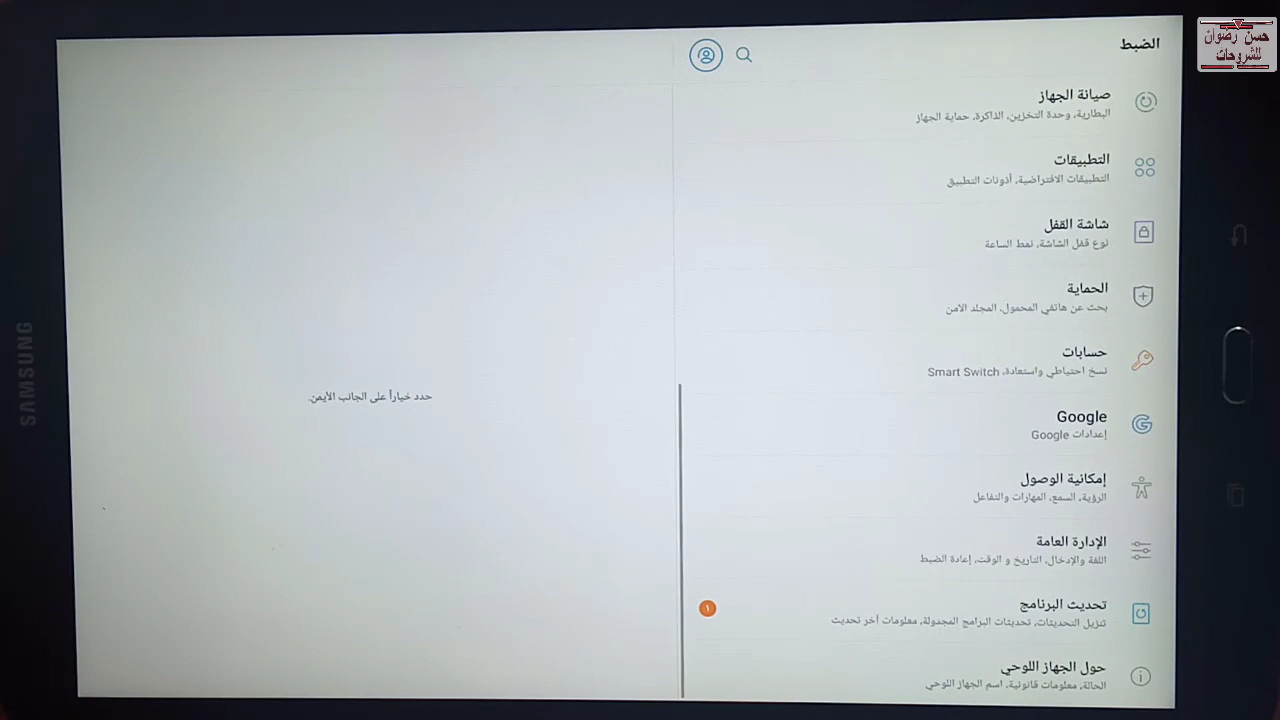 حسن رضوان
للشروحات
الضبط
صيانة الجهاز
البطارية، وحدة التخزين، الذاكرة، حماية الجهاز
التطبيقات
التطبيقات الافتراضية، أذونات التطبيق
شاشة القفل
نوع قفل الشاشة، نمط الساعة
الحماية
بحث عن هاتفي المحمول، المجلد الآمن
حسابات
نسخ احتياطي واستعادة، Smart Switch
Google
إعدادات Google
إمكانية الوصول
الرؤية، السمع، المهارات والتفاعل
الإدارة العامة
اللغة والإدخال، التاريخ و الوقت، إعادة الضبط
تحديث البرنامج
١
تنزيل التحديثات، تحديثات البرامج المجدولة، معلومات آخر تحديث
حول الجهاز اللوحي
الحالة، معلومات قانونية، اسم الجهاز اللوحي
حدد خياراً على الجانب الأيمن.
SAMSUNG